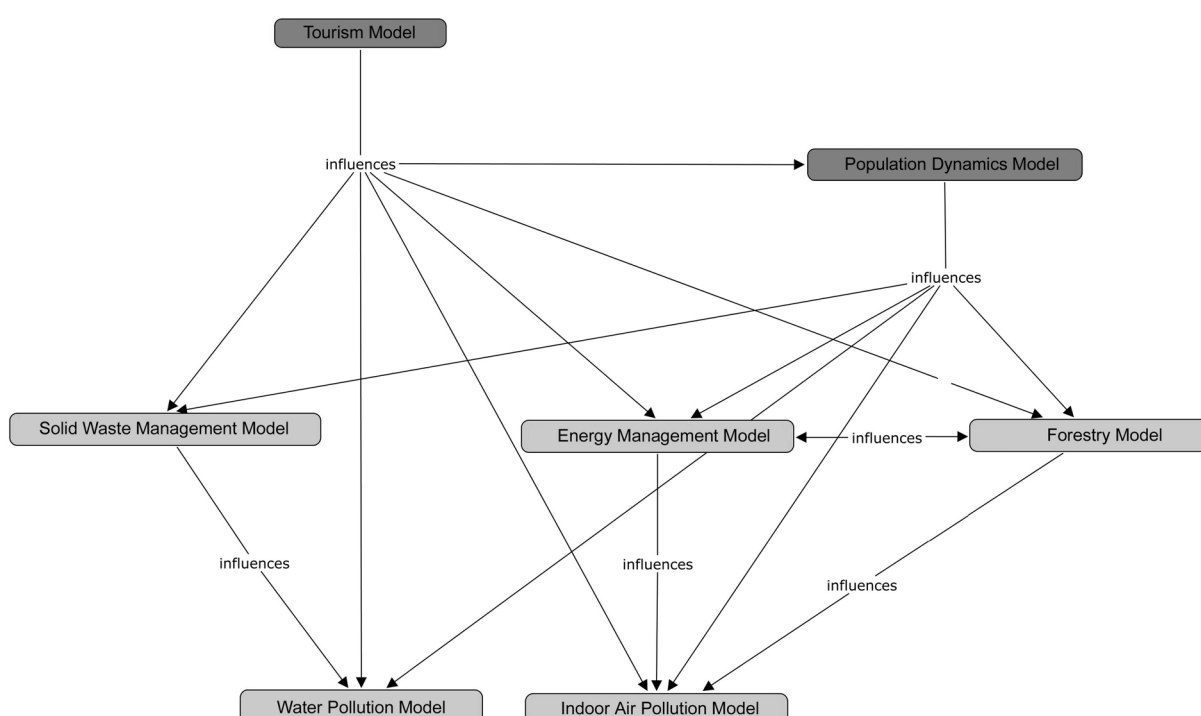 Tourism Model
influences
Population Dynamics Model
influences
Solid Waste Management Model
Energy Management Model
influences
Forestry Model
influences
influences
influences
Water Pollution Model
Indoor Air Pollution Model